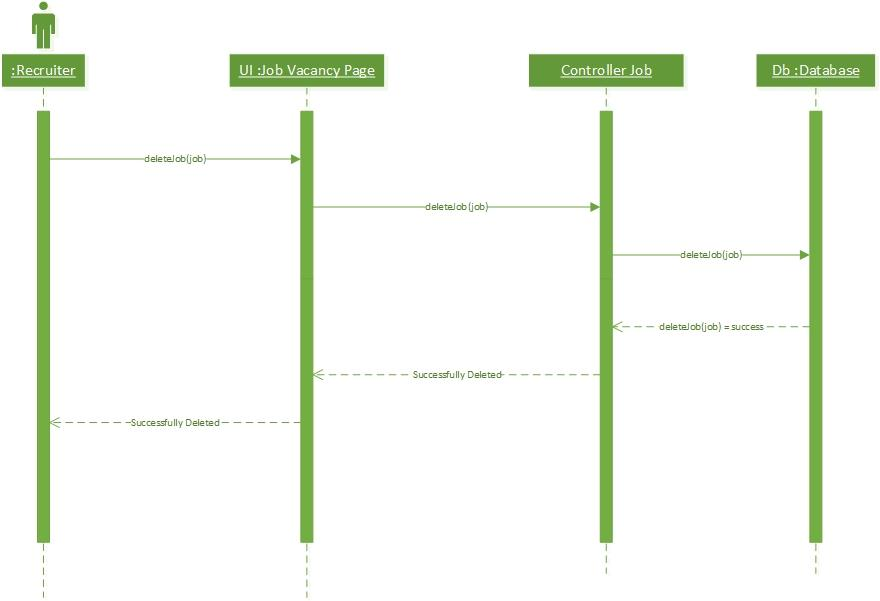 :Recruiter
UI :Job Vacancy Page
Controller Job
Db :Database
deleteJob(job)
deleteJob(job)
deleteJob(job)
deleteJob(job) = success
Successfully Deleted
Successfully Deleted